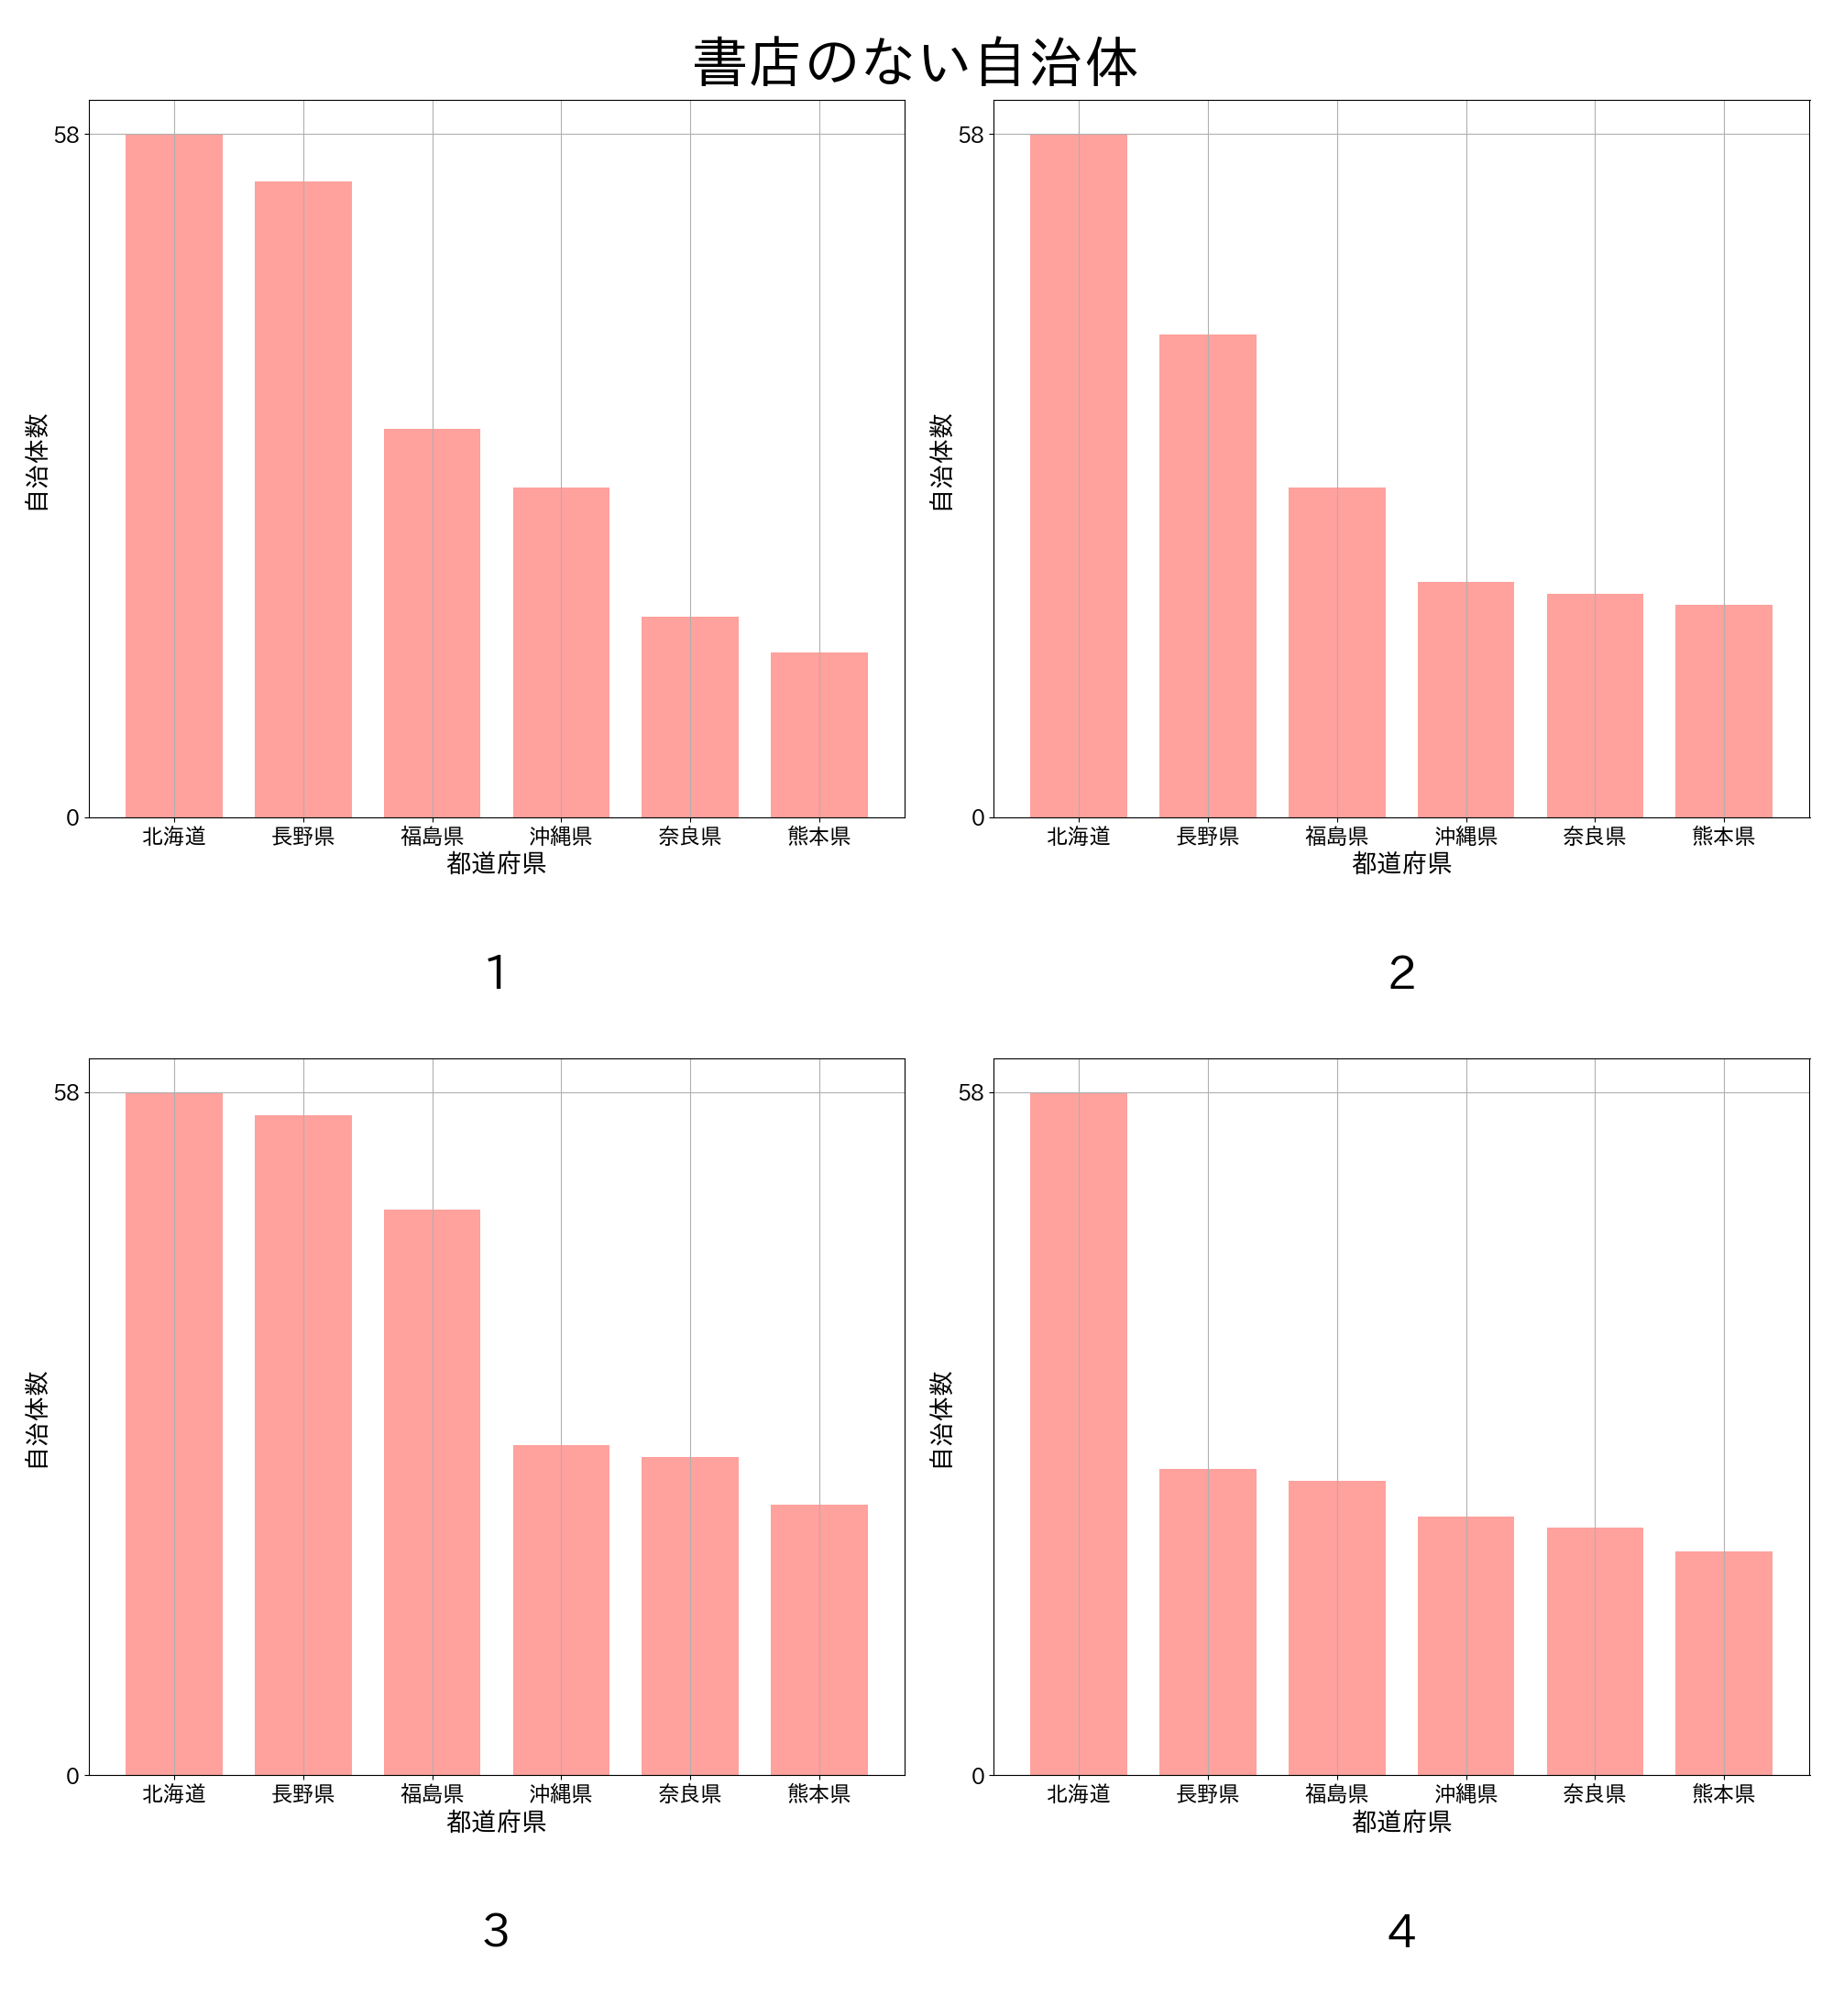 書店のない自治体
58
0
自治体数
北海道 長野県 福島県 沖縄県 奈良県 熊本県
都道府県
1
58
0
自治体数
北海道 長野県 福島県 沖縄県 奈良県 熊本県
都道府県
2
58
0
自治体数
北海道 長野県 福島県 沖縄県 奈良県 熊本県
都道府県
3
58
0
自治体数
北海道 長野県 福島県 沖縄県 奈良県 熊本県
都道府県
4